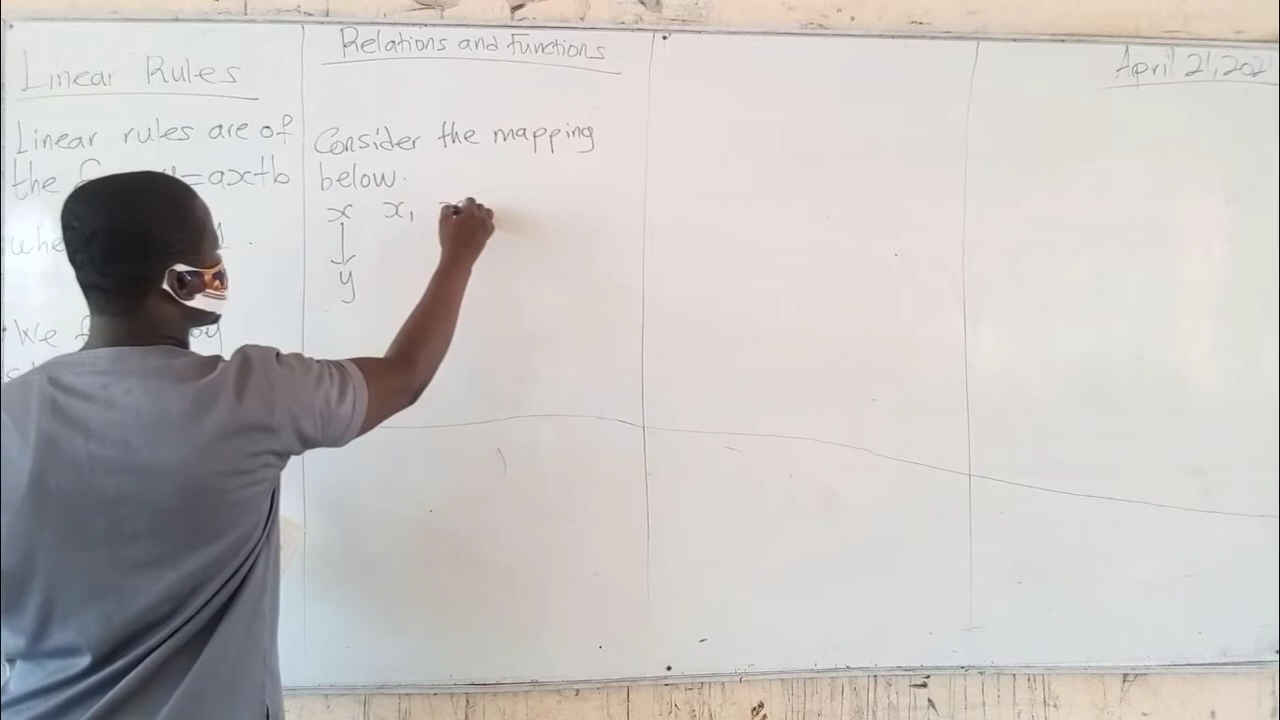 Relations and Functions
April 21, 202
Linear Rules
Linear rules are of
the =ax+b
whe
We
Consider the mapping
below.
x x₁
↓
y